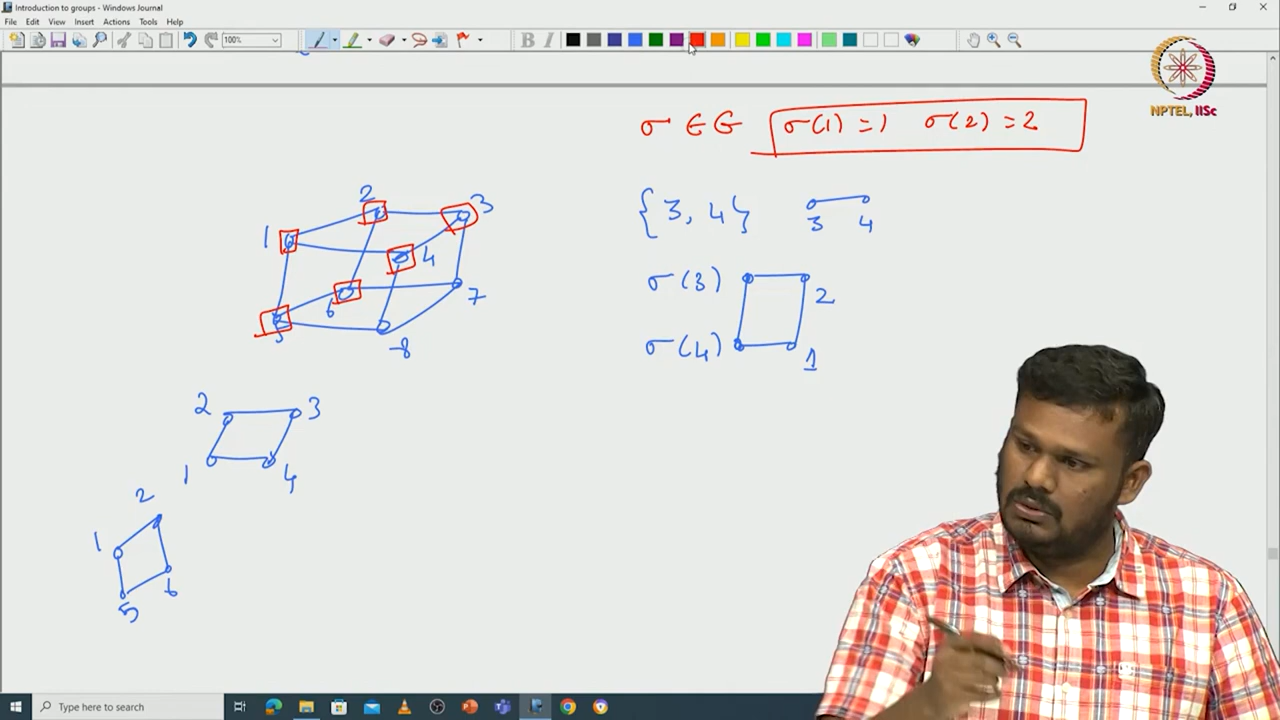 Introduction to groups - Windows Journal
File Edit View Insert Actions Tools Help
100%
B I
NPTEL, IISc
σ ∈ G σ(1) = 1 σ(2) = 2
{3, 4} 3 4
σ(3) 2
σ(4) 1
2 3
1 4
6 7
5 8
2 3
1 4
2
1
5 6
Type here to search